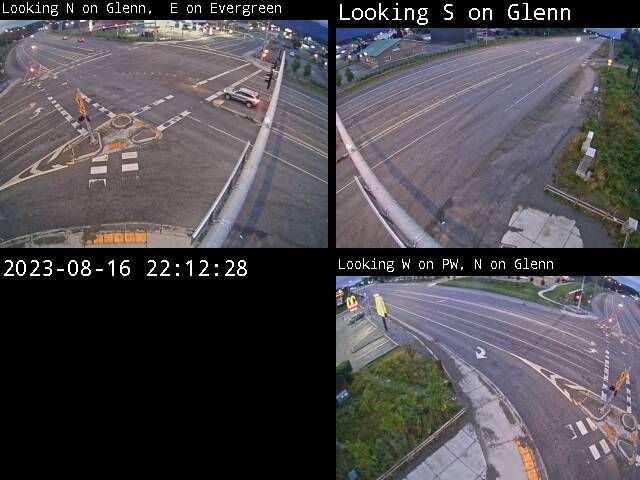 Looking N on Glenn, E on Evergreen
Looking S on Glenn
2023-08-16 22:12:28
Looking W on PW, N on Glenn